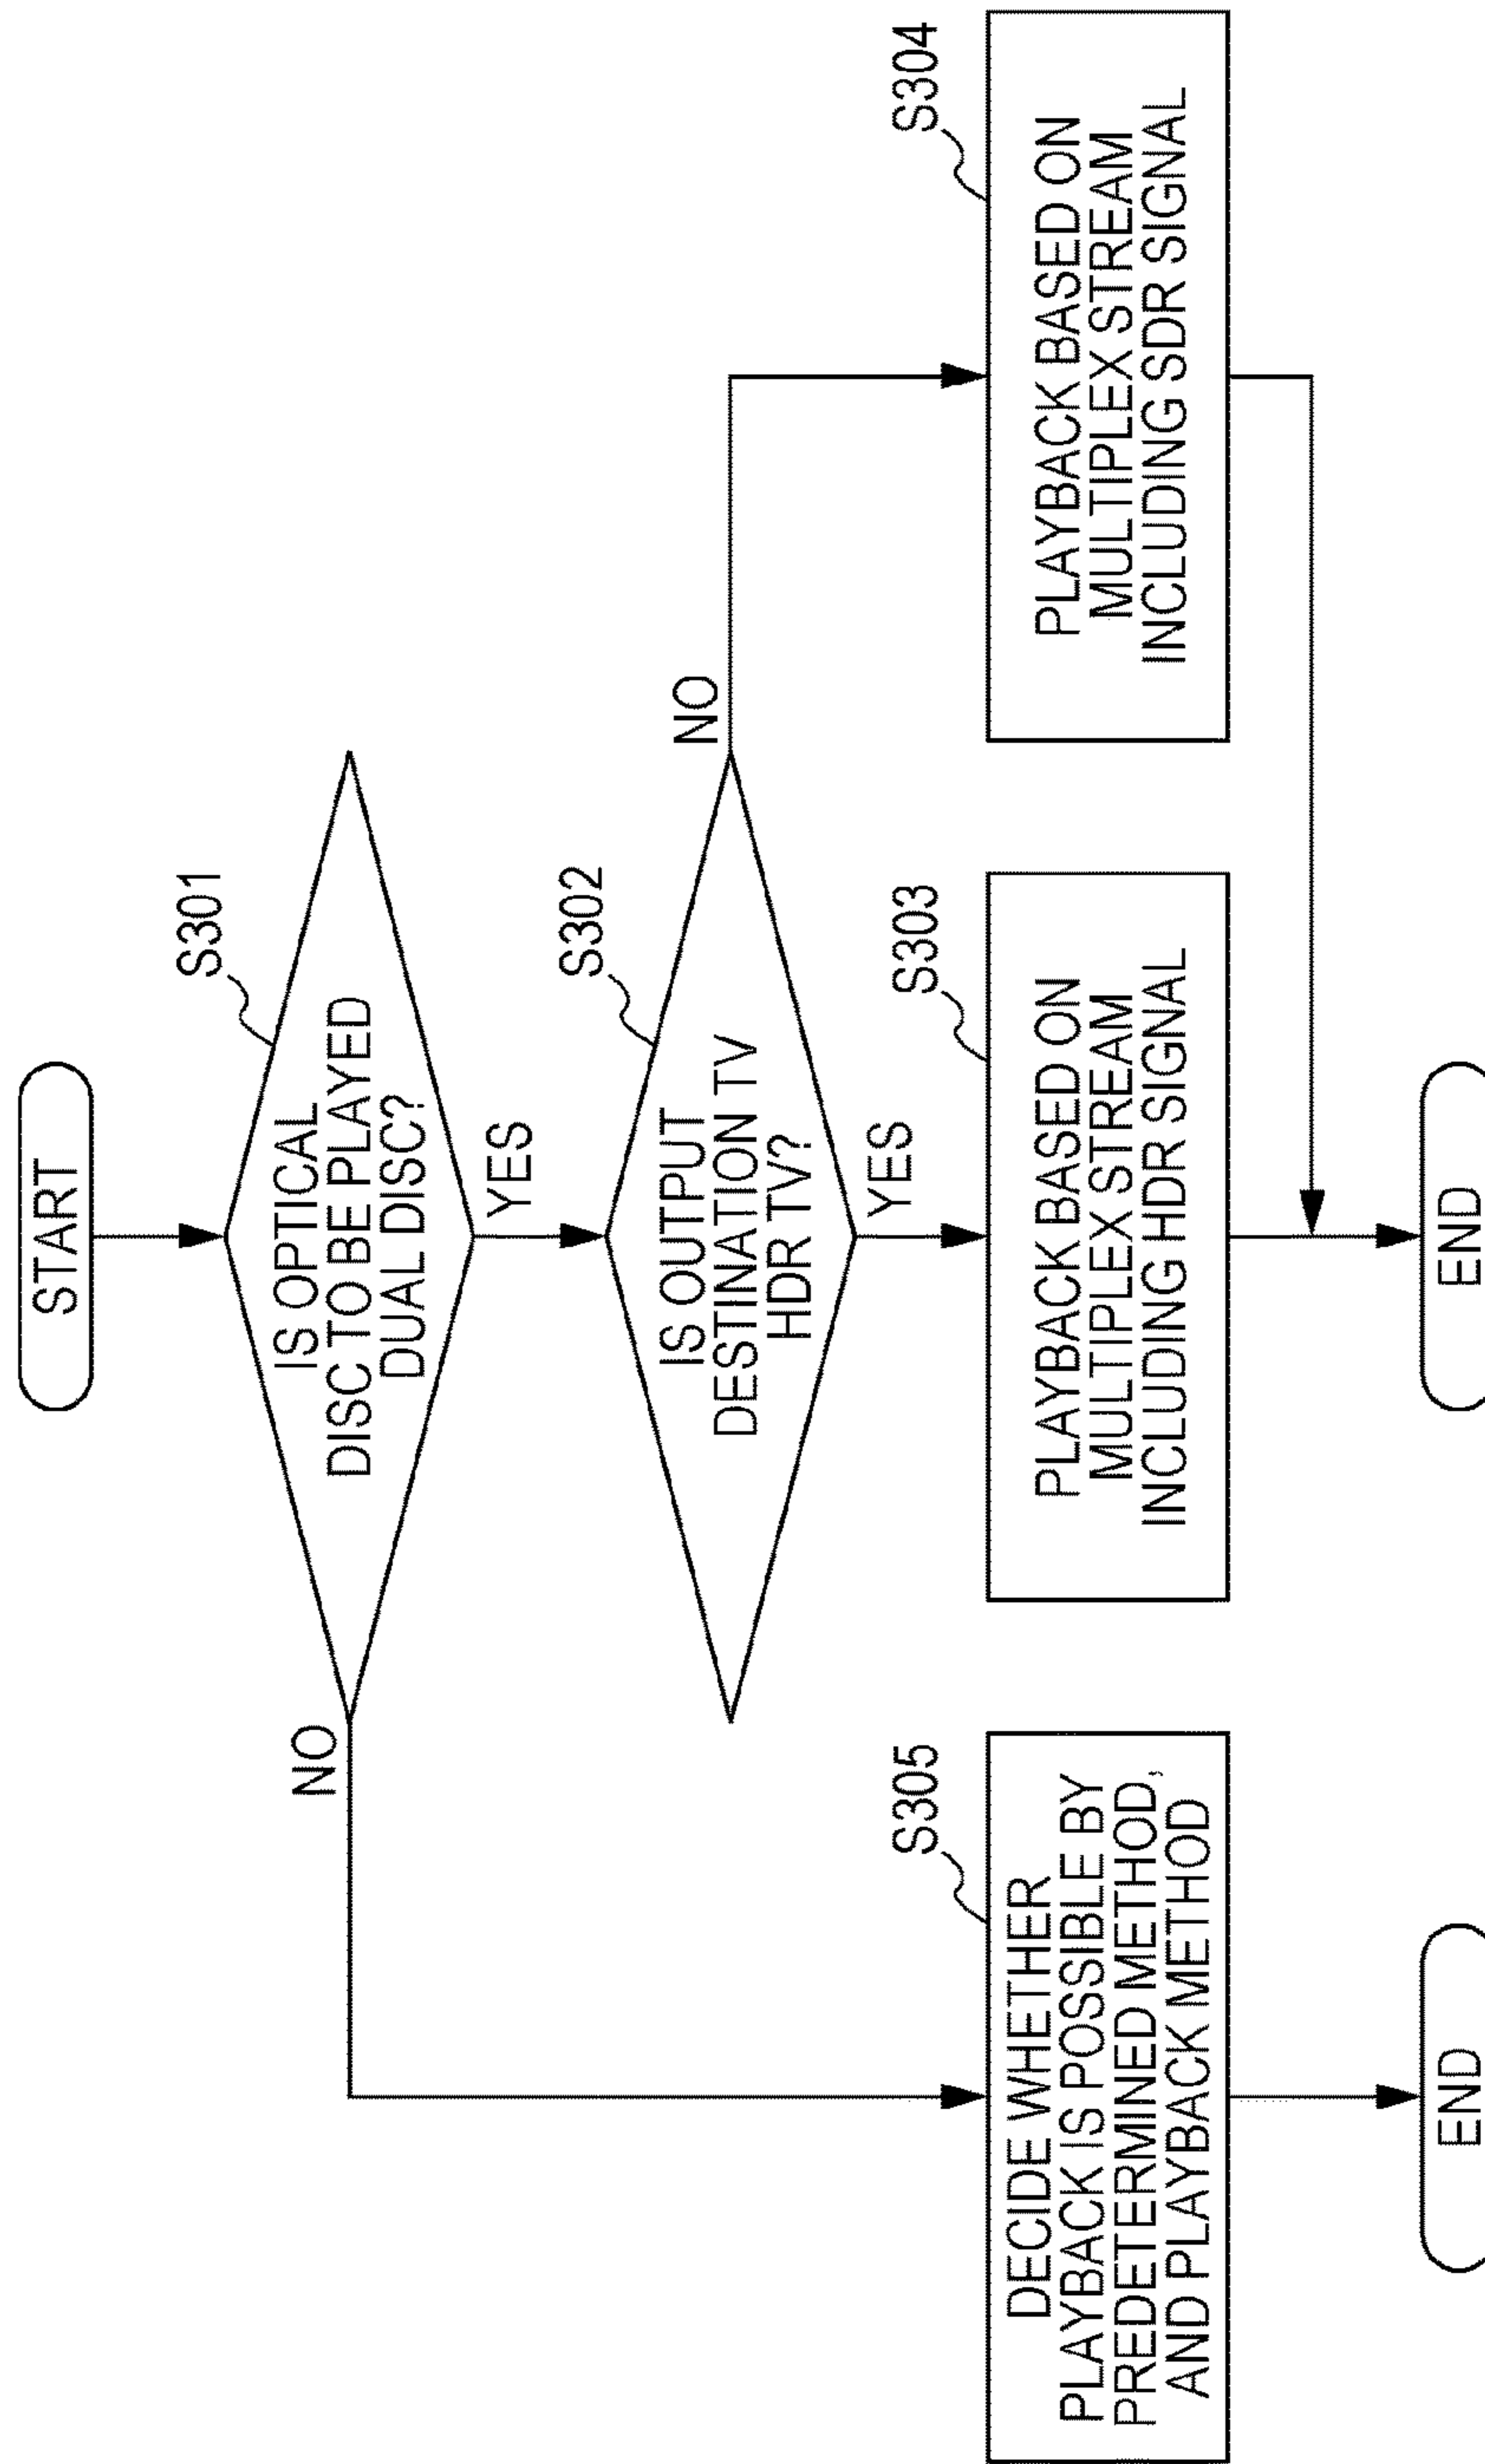 START
S301
IS OPTICAL
DISC TO BE PLAYED
DUAL DISC?
NO
YES
S302
IS OUTPUT
DESTINATION TV
HDR TV?
NO
YES
S305
DECIDE WHETHER
PLAYBACK IS POSSIBLE BY
PREDETERMINED METHOD,
AND PLAYBACK METHOD
S303
PLAYBACK BASED ON
MULTIPLEX STREAM
INCLUDING HDR SIGNAL
S304
PLAYBACK BASED ON
MULTIPLEX STREAM
INCLUDING SDR SIGNAL
END
END